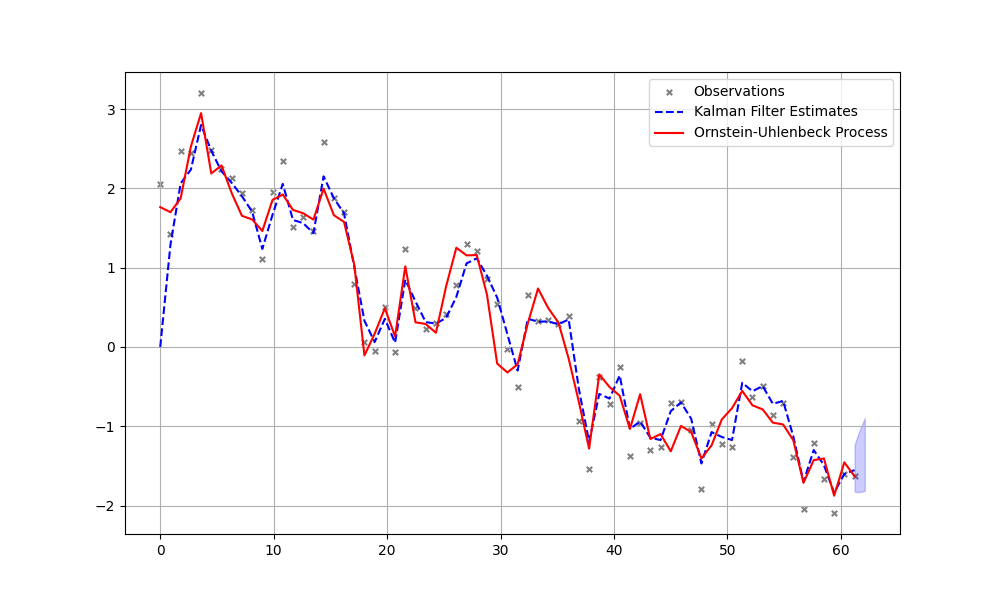 Observations
Kalman Filter Estimates
Ornstein-Uhlenbeck Process
3
2
1
0
−1
−2
0 10 20 30 40 50 60